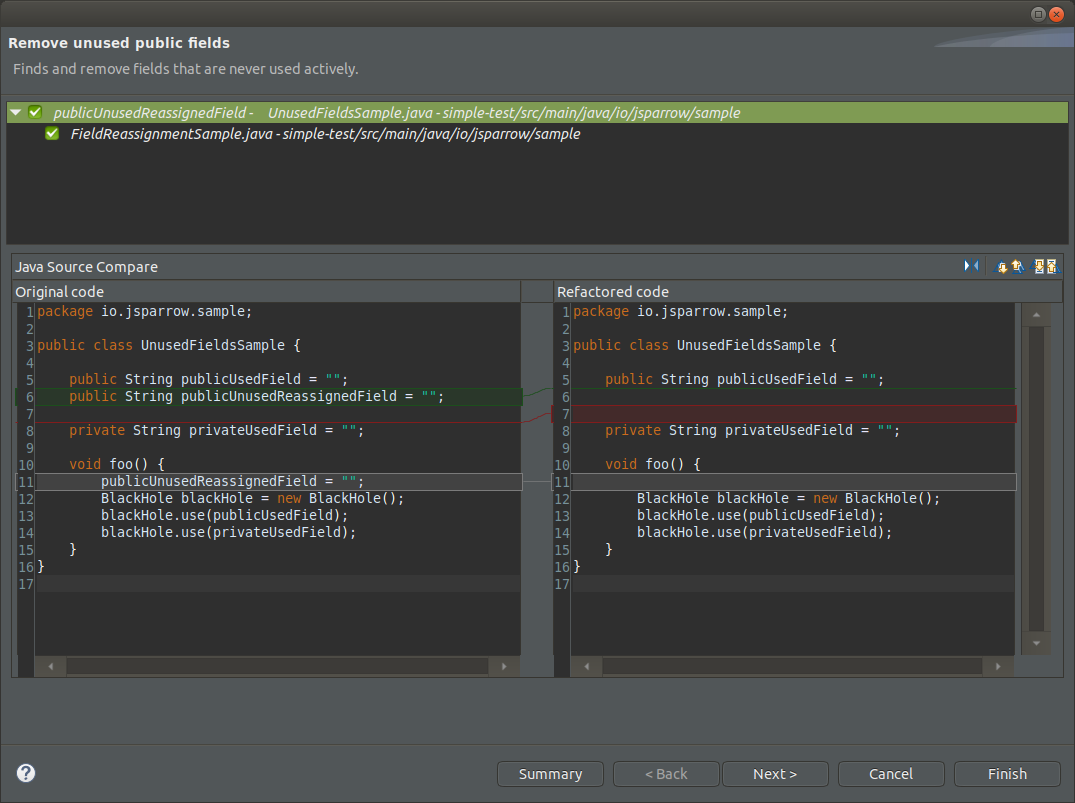 Remove unused public fields
Finds and remove fields that are never used actively.
publicUnusedReassignedField - UnusedFieldsSample.java - simple-test/src/main/java/io/jsparrow/sample
FieldReassignmentSample.java - simple-test/src/main/java/io/jsparrow/sample
Java Source Compare
Original code
1 package io.jsparrow.sample;
2
3 public class UnusedFieldsSample {
4
5     public String publicUsedField = "";
6     public String publicUnusedReassignedField = "";
7
8     private String privateUsedField = "";
9
10     void foo() {
11         publicUnusedReassignedField = "";
12         BlackHole blackHole = new BlackHole();
13         blackHole.use(publicUsedField);
14         blackHole.use(privateUsedField);
15     }
16 }
17
Refactored code
1 package io.jsparrow.sample;
2
3 public class UnusedFieldsSample {
4
5     public String publicUsedField = "";
6
7
8     private String privateUsedField = "";
9
10     void foo() {
11
12         BlackHole blackHole = new BlackHole();
13         blackHole.use(publicUsedField);
14         blackHole.use(privateUsedField);
15     }
16 }
17
?
Summary
< Back
Next >
Cancel
Finish